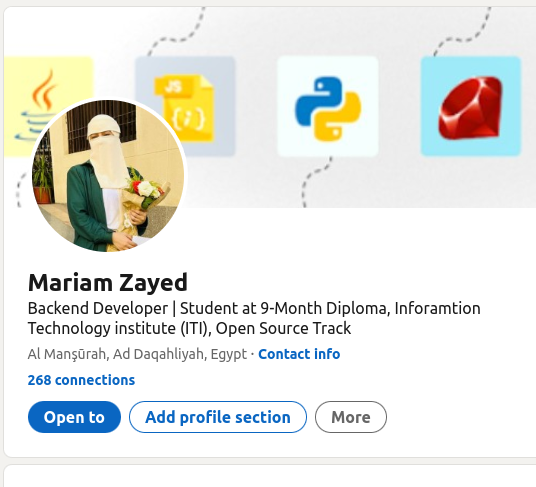 JS
{ ; }
Mariam Zayed
Backend Developer | Student at 9-Month Diploma, Inforamtion
Technology institute (ITI), Open Source Track
Al Manşūrah, Ad Daqahliyah, Egypt · Contact info
268 connections
Open to
Add profile section
More